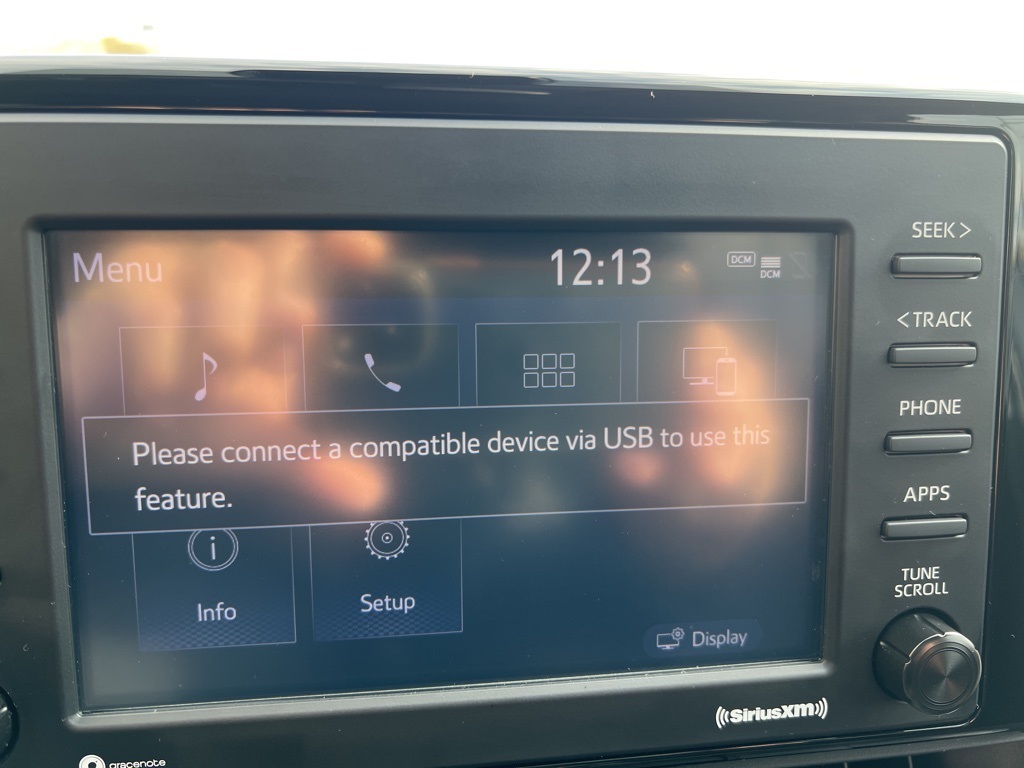 Menu
12:13
DCM
DCM
SEEK >
< TRACK
PHONE
APPS
TUNE
SCROLL
Please connect a compatible device via USB to use this
feature.
Info
Setup
Display
SiriusXM
gracenote